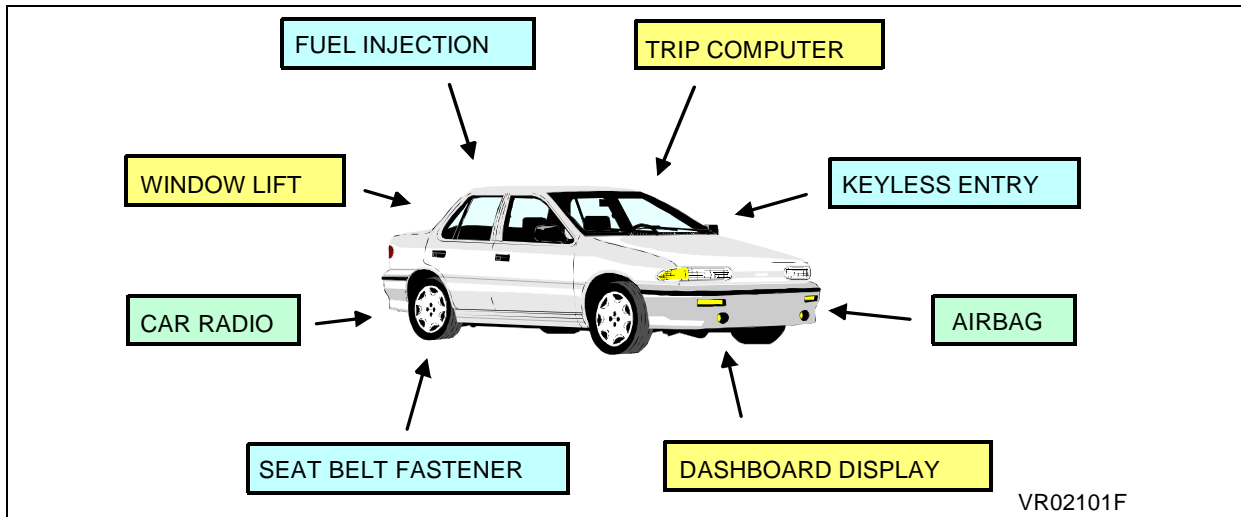 FUEL INJECTION
TRIP COMPUTER
WINDOW LIFT
KEYLESS ENTRY
CAR RADIO
AIRBAG
SEAT BELT FASTENER
DASHBOARD DISPLAY
VR02101F